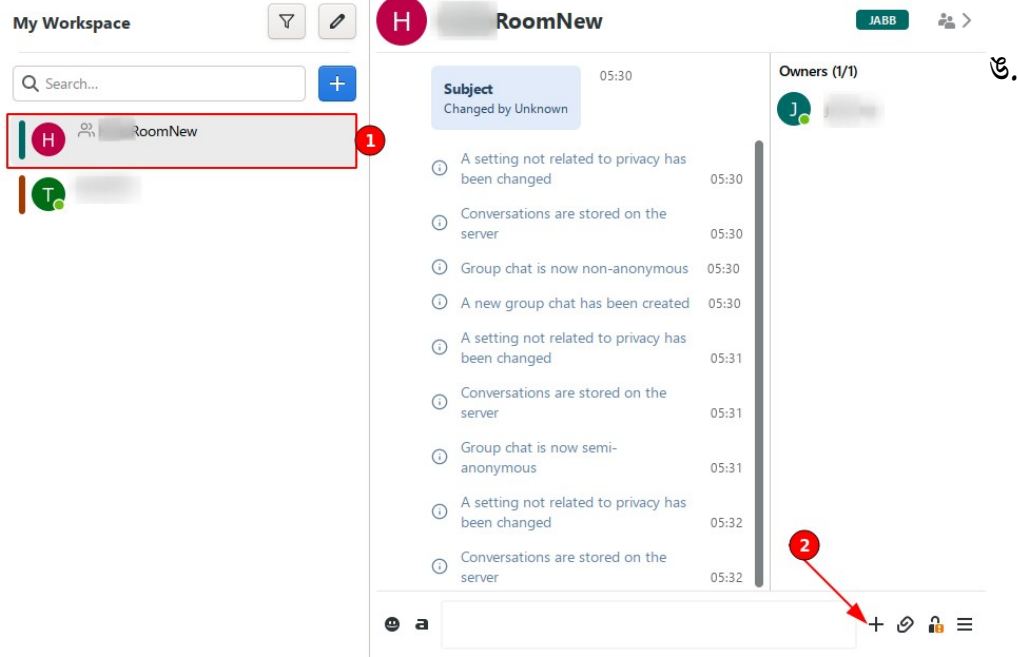 My Workspace
H
RoomNew
JABB
Search...
+
H
RoomNew
1
T
05:30
Subject
Changed by Unknown
A setting not related to privacy has
been changed
05:30
Conversations are stored on the
server
05:30
Group chat is now non-anonymous 05:30
A new group chat has been created 05:30
A setting not related to privacy has
been changed
05:31
Conversations are stored on the
server
05:31
Group chat is now semi-
anonymous
05:31
A setting not related to privacy has
been changed
05:32
Conversations are stored on the
server
05:32
Owners (1/1)
J
2
a